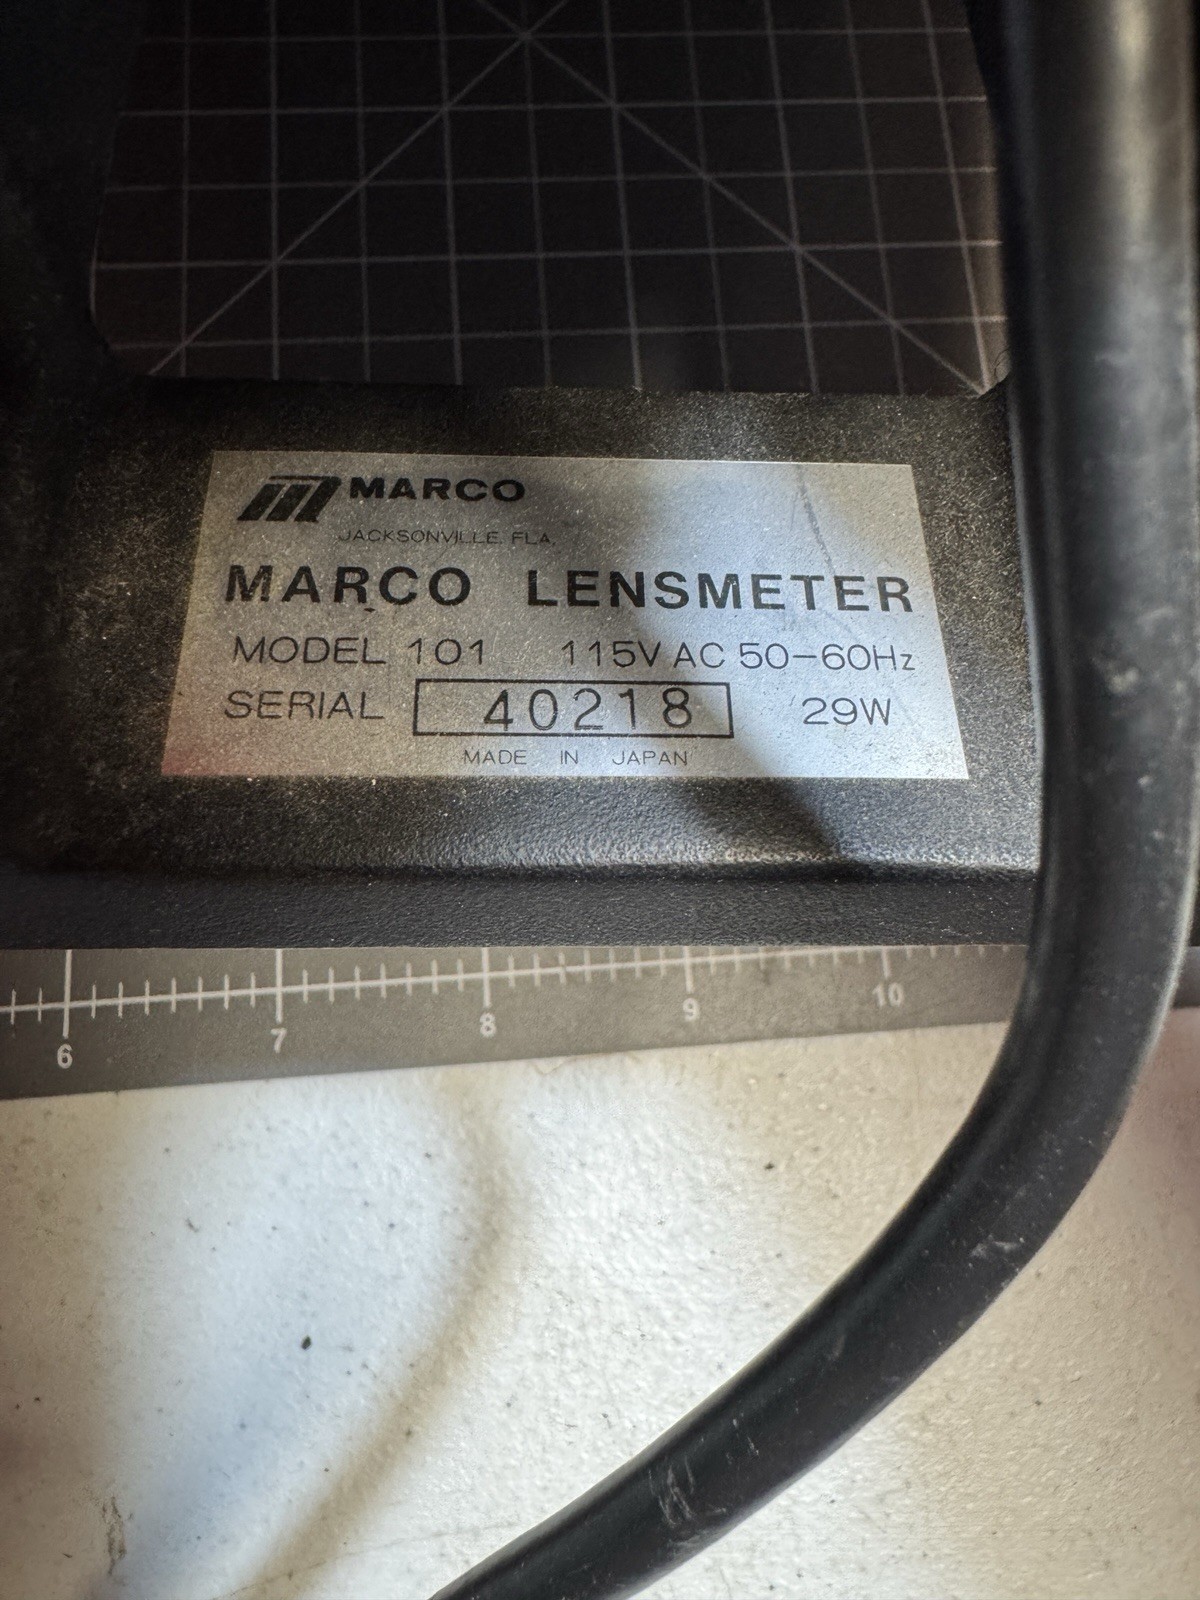 m MARCO
JACKSONVILLE, FLA.
MARCO LENSMETER
MODEL 101 115V AC 50-60Hz
SERIAL 40218 29W
MADE IN JAPAN
6 7 8 9 10